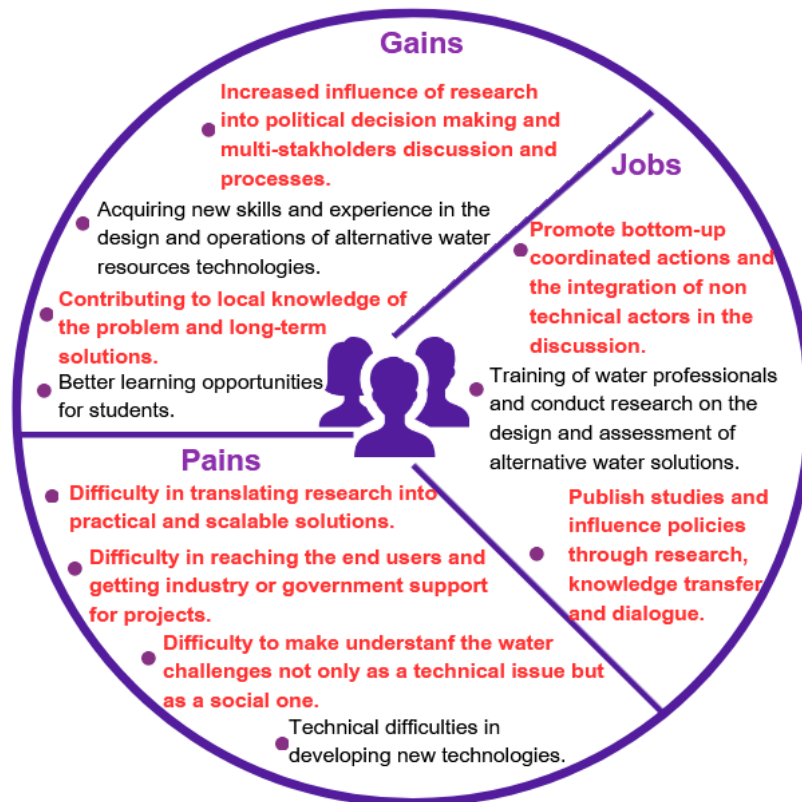 Gains
Increased influence of research
into political decision making and
multi-stakholders discussion and
processes.
Acquiring new skills and experience in the
design and operations of alternative water
resources technologies.
Contributing to local knowledge of
the problem and long-term
solutions.
Better learning opportunities
for students.
Jobs
Promote bottom-up
coordinated actions and
the integration of non
technical actors in the
discussion.
Training of water professionals
and conduct research on the
design and assessment of
alternative water solutions.
Publish studies and
influence policies
through research,
knowledge transfer
and dialogue.
Pains
Difficulty in translating research into
practical and scalable solutions.
Difficulty in reaching the end users and
getting industry or government support
for projects.
Difficulty to make understanf the water
challenges not only as a technical issue but
as a social one.
Technical difficulties in
developing new technologies.